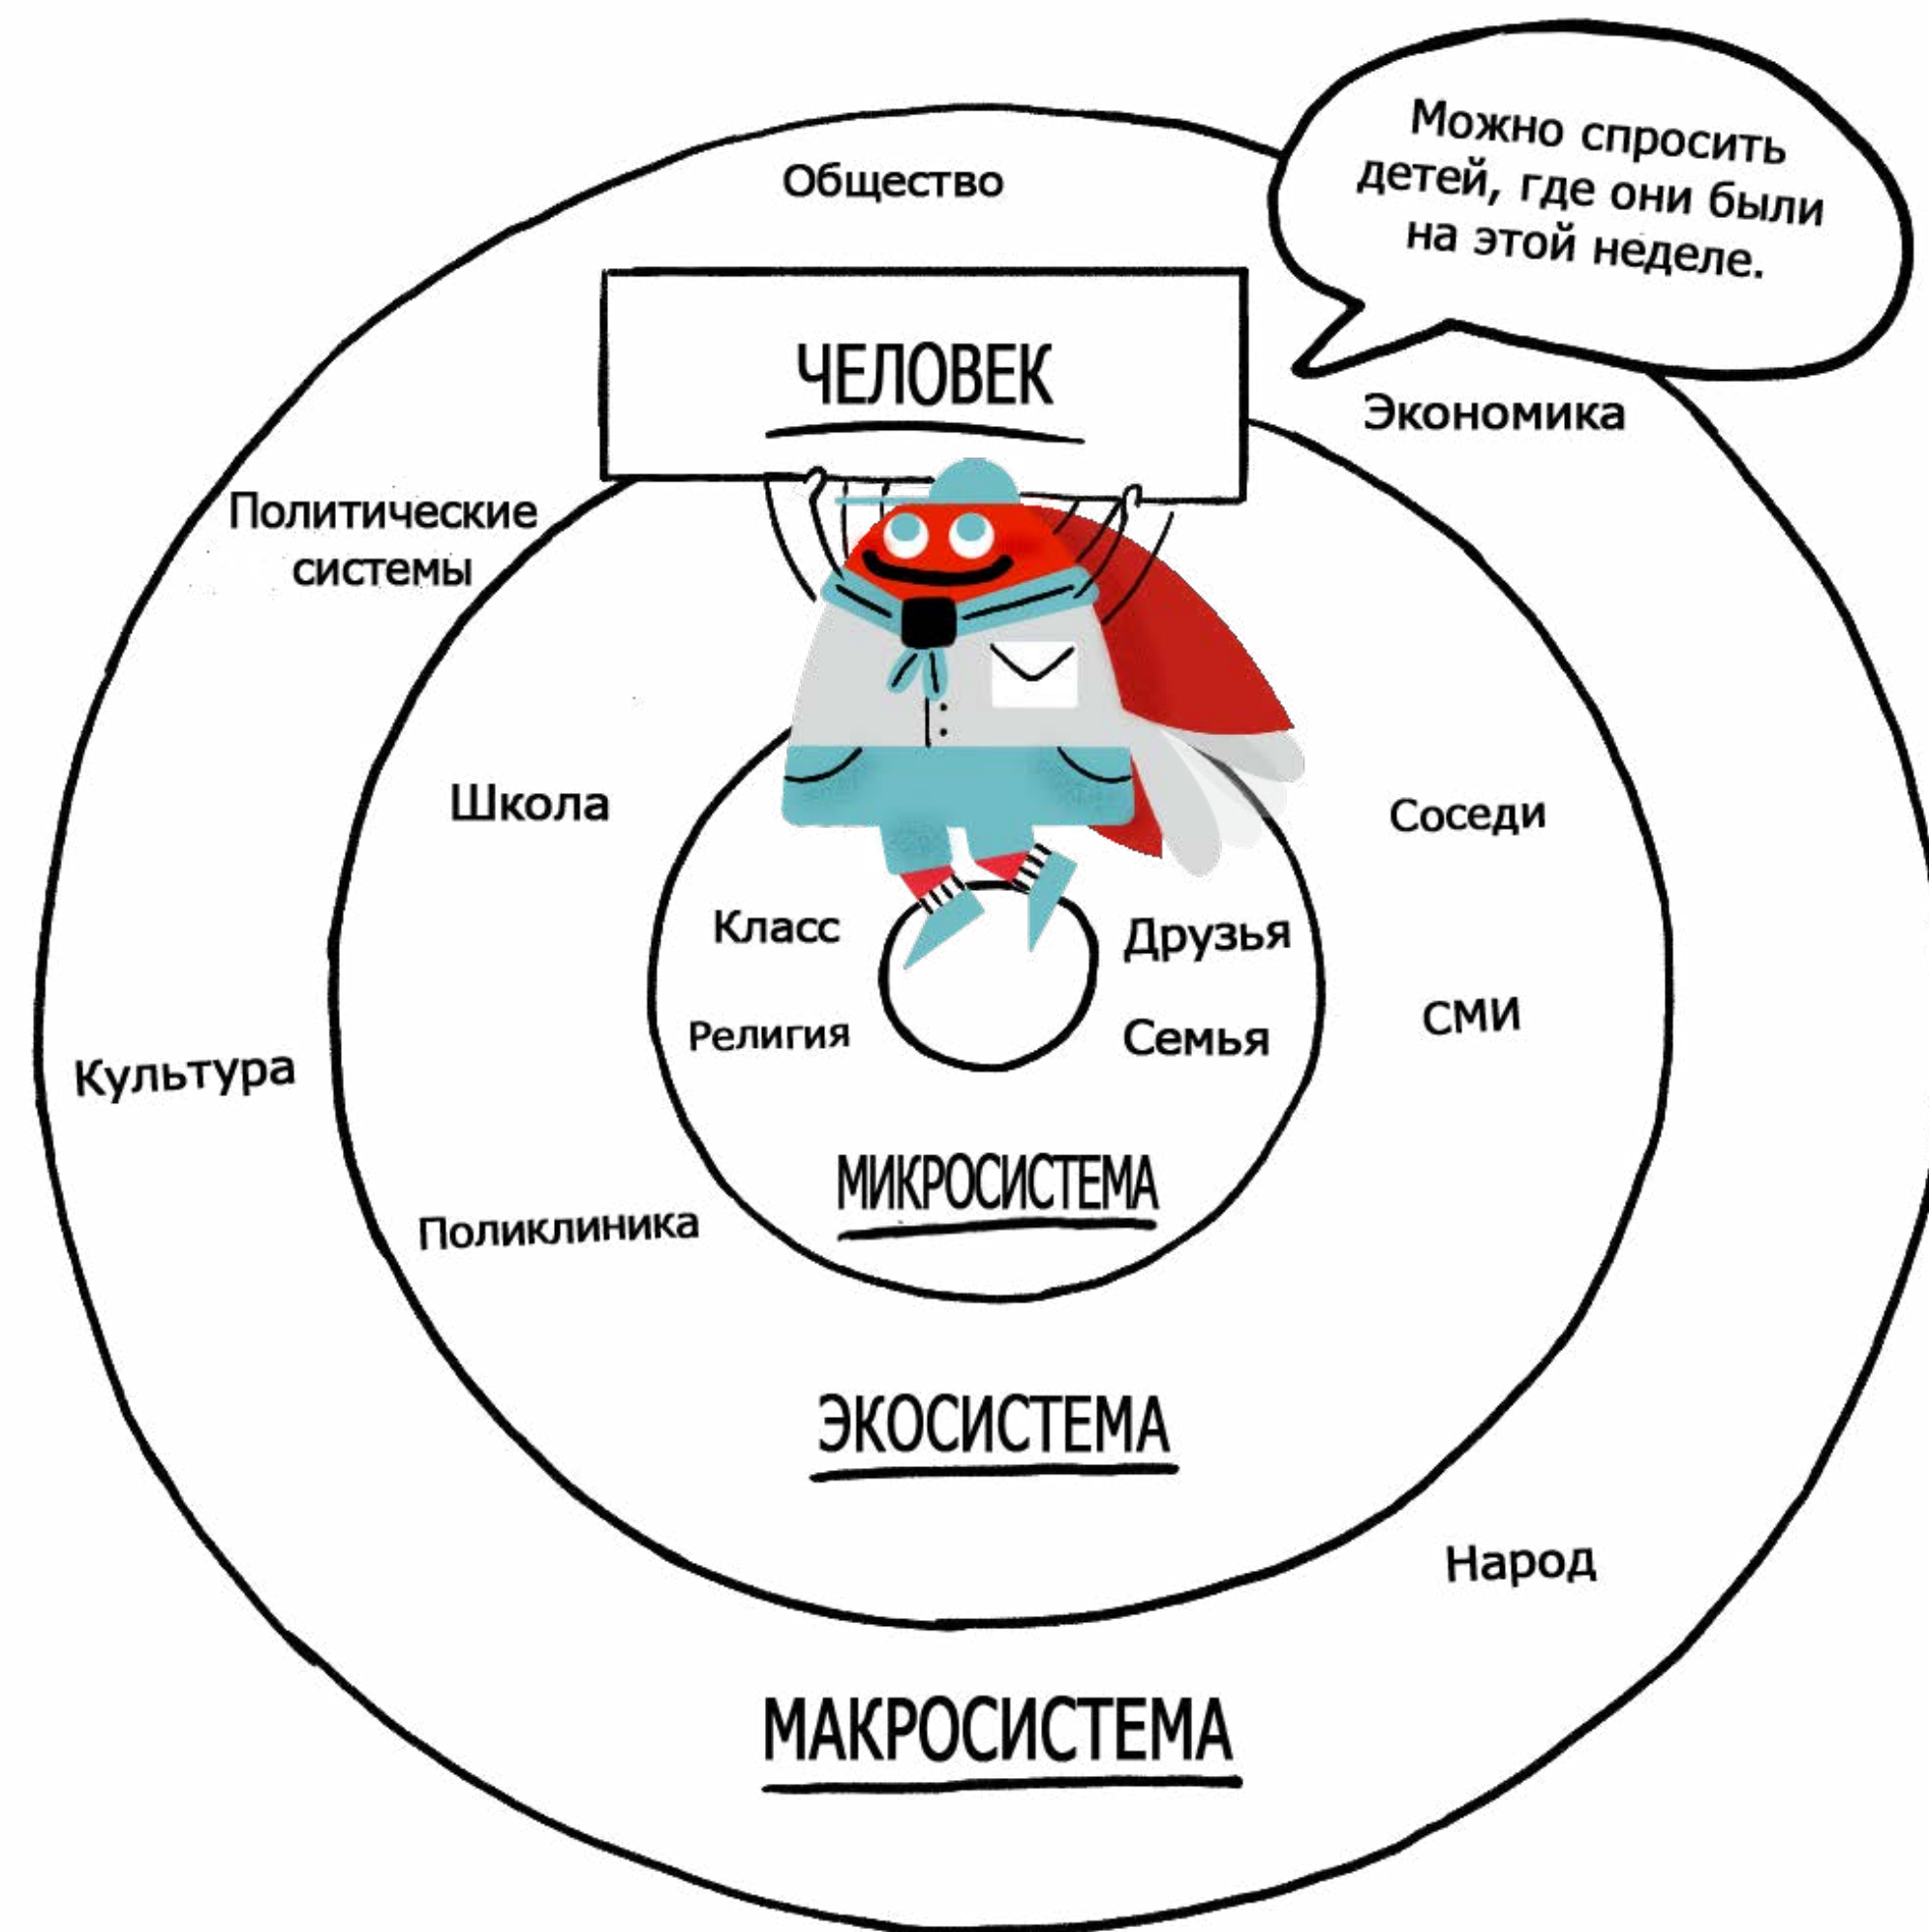 Можно спросить
детей, где они были
на этой неделе.
Общество
ЧЕЛОВЕК
Экономика
Политические
системы
Школа
Соседи
Класс
Друзья
Религия
Семья
СМИ
Культура
МИКРОСИСТЕМА
Поликлиника
ЭКОСИСТЕМА
Народ
МАКРОСИСТЕМА